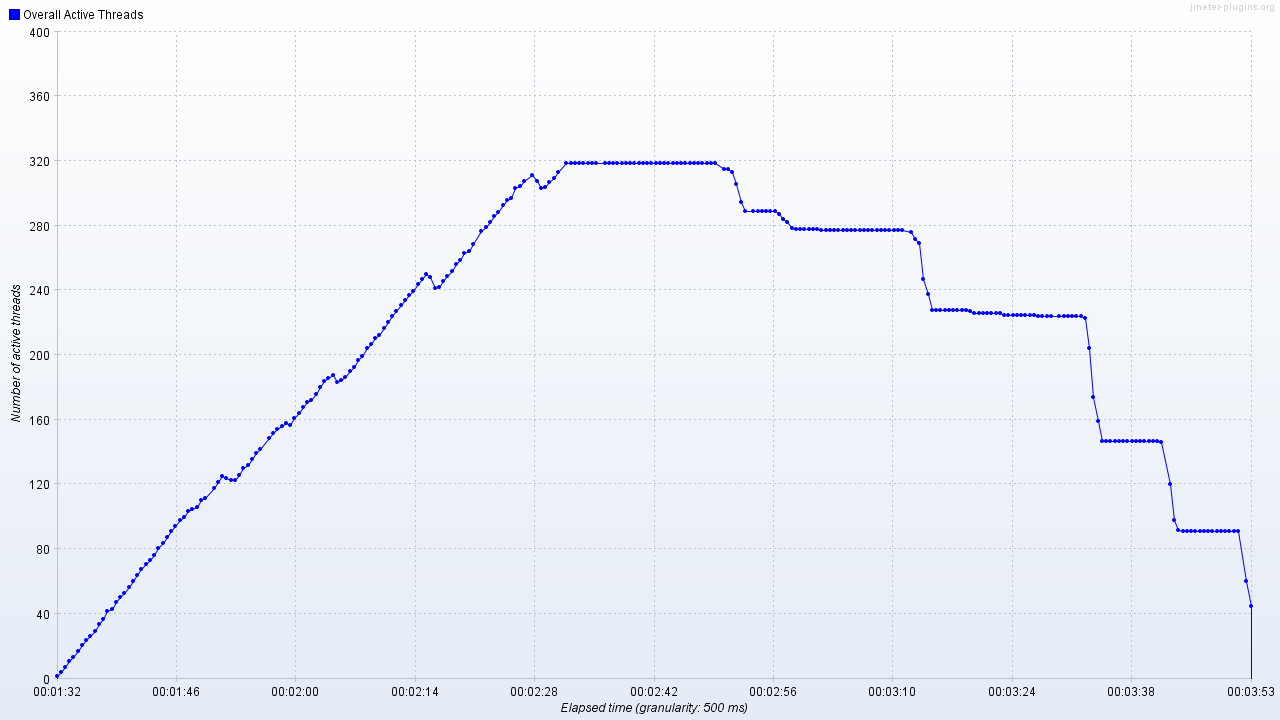 jmeter-plugins.org
Overall Active Threads
400
360
320
280
240
200
160
120
80
40
0
Number of active threads
00:01:32 00:01:46 00:02:00 00:02:14 00:02:28 00:02:42 00:02:56 00:03:10 00:03:24 00:03:38 00:03:53
Elapsed time (granularity: 500 ms)